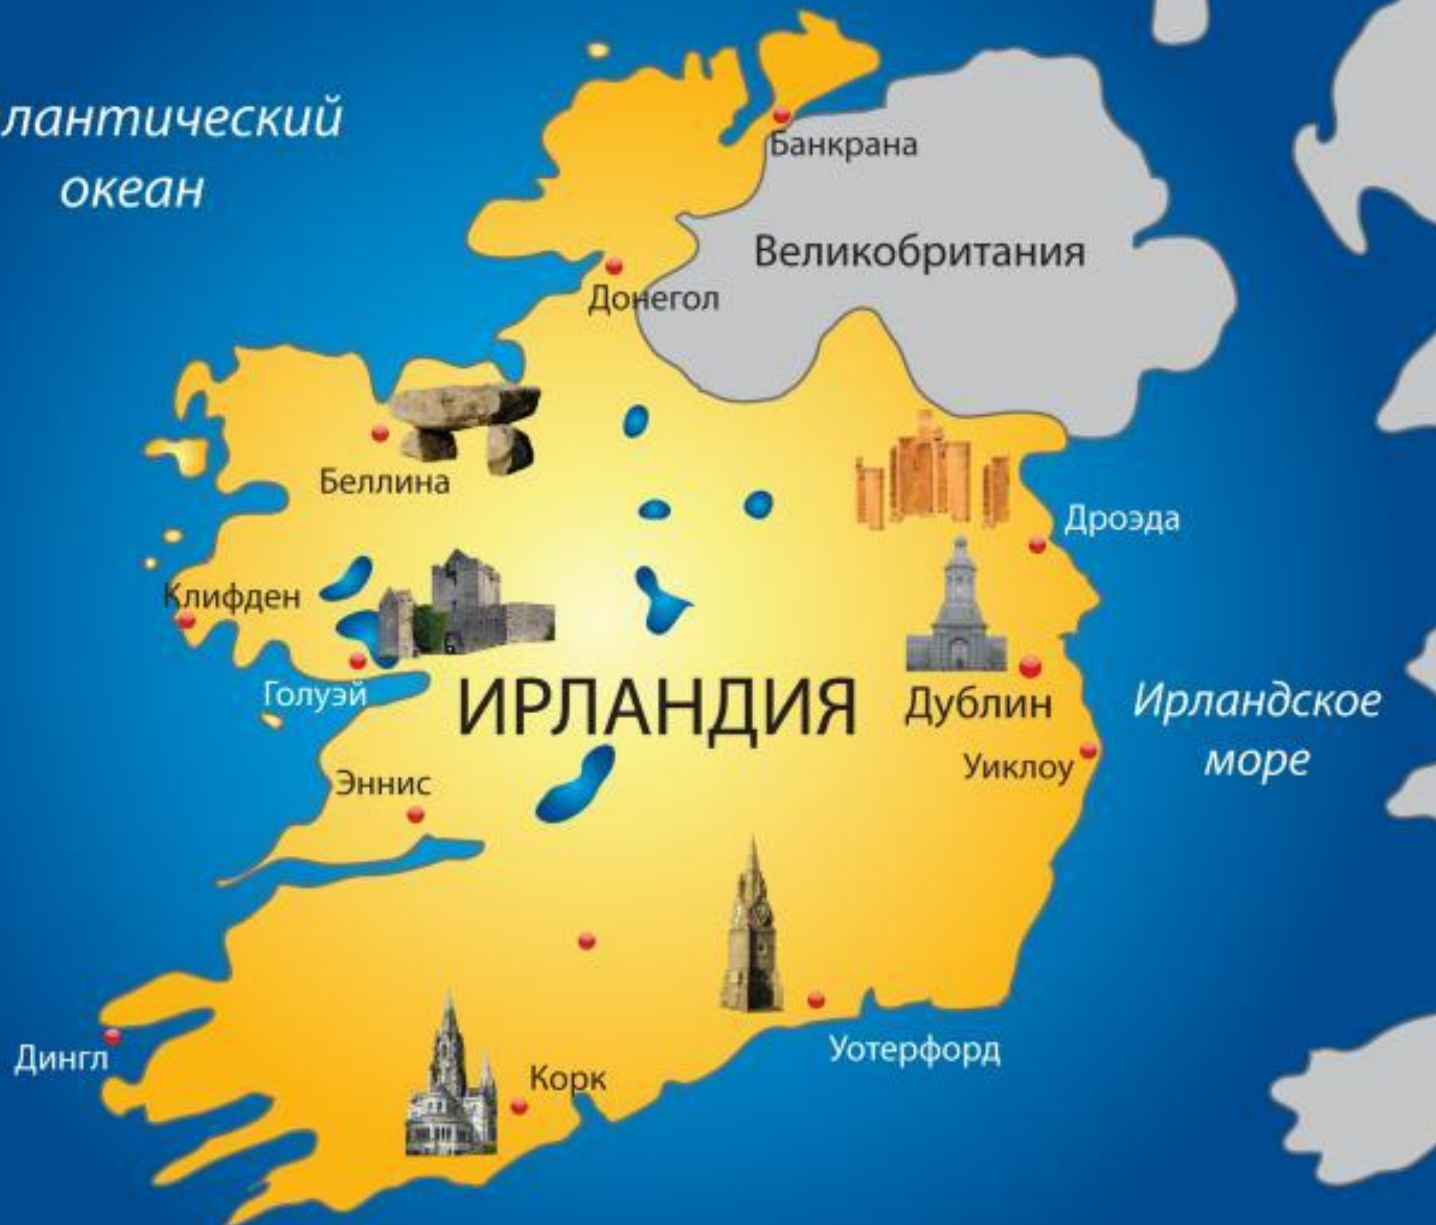 лантический
океан
Банкрана
Великобритания
Донегол
Беллина
Дроэда
Клифден
Голуэй
ИРЛАНДИЯ
Дублин
Ирландское
море
Уиклоу
Эннис
Уотерфорд
Дингл
Корк